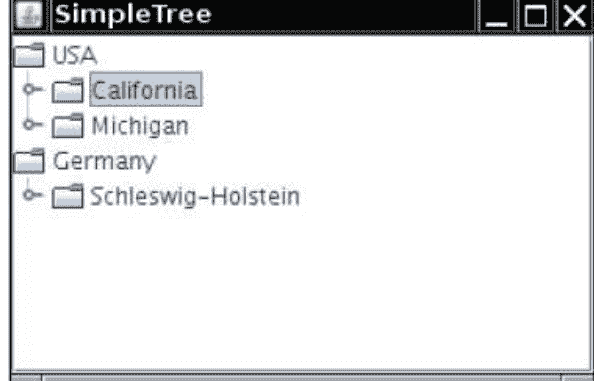 SimpleTree
USA
California
Michigan
Germany
Schleswig-Holstein